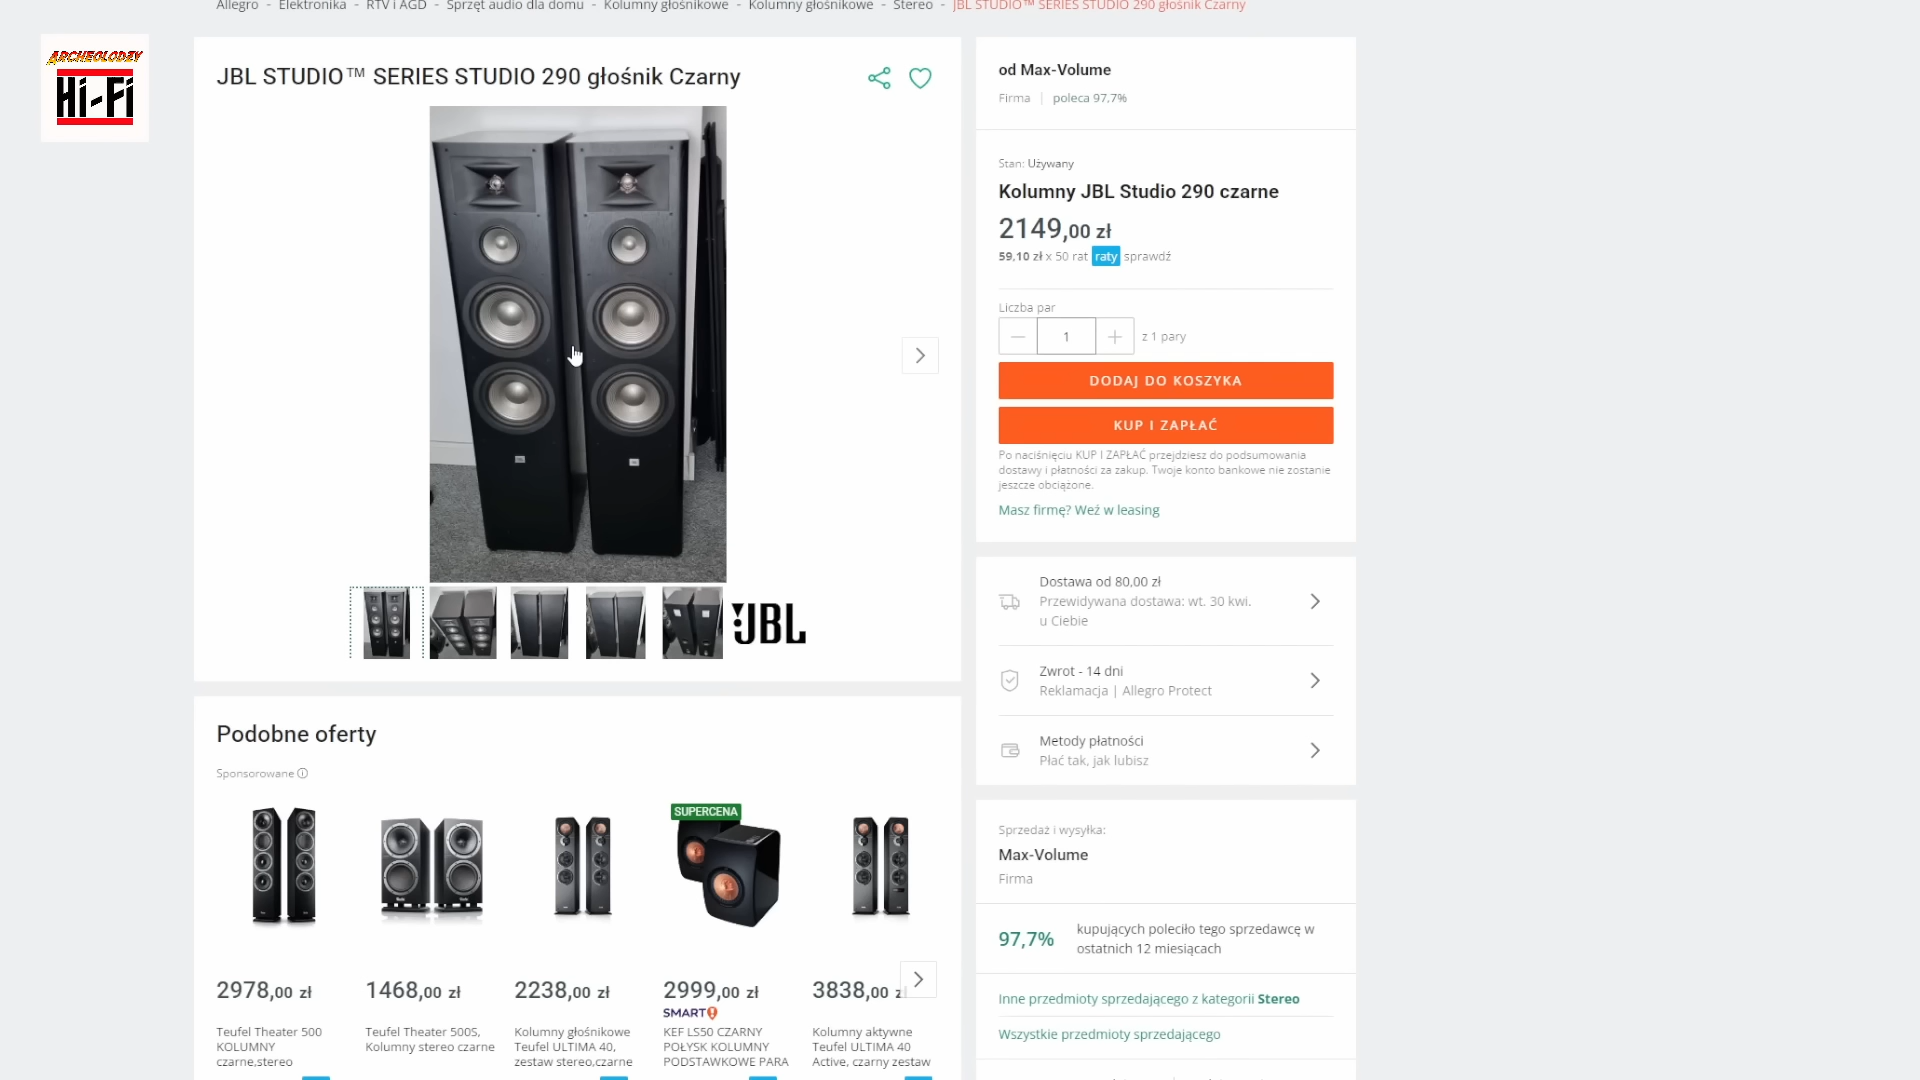 Allegro - Elektronika - RTV i AGD - Sprzęt audio dla domu - Kolumny głośnikowe - Kolumny głośnikowe - Stereo - JBL STUDIO™ SERIES STUDIO 290 głośnik Czarny
ARCHEOLODZY
Hi-Fi
JBL STUDIO™ SERIES STUDIO 290 głośnik Czarny
JBL
od Max-Volume
Firma | poleca 97,7%
Stan: Używany
Kolumny JBL Studio 290 czarne
2149,00 zł
59,10 zł x 50 rat raty sprawdź
Liczba par
— 1 + z 1 pary
DODAJ DO KOSZYKA
KUP I ZAPŁAĆ
Po naciśnięciu KUP I ZAPŁAĆ przejdziesz do podsumowania
dostawy i płatności za zakup. Twoje konto bankowe nie zostanie
jeszcze obciążone.
Masz firmę? Weź w leasing
Dostawa od 80,00 zł
Przewidywana dostawa: wt. 30 kwi.
u Ciebie
Zwrot - 14 dni
Reklamacja | Allegro Protect
Metody płatności
Płać tak, jak lubisz
Sprzedaż i wysyłka:
Max-Volume
Firma
97,7%
kupujących poleciło tego sprzedawcę w
ostatnich 12 miesiącach
Inne przedmioty sprzedającego z kategorii Stereo
Wszystkie przedmioty sprzedającego
Podobne oferty
Sponsorowane
SUPERCENA
2978,00 zł
Teufel Theater 500
KOLUMNY
czarne,stereo
1468,00 zł
Teufel Theater 500S,
Kolumny stereo czarne
2238,00 zł
Kolumny głośnikowe
Teufel ULTIMA 40,
zestaw stereo,czarne
2999,00 zł
SMART!
KEF LS50 CZARNY
POŁYSK KOLUMNY
PODSTAWKOWE PARA
3838,00
Kolumny aktywne
Teufel ULTIMA 40
Active, czarny zestaw